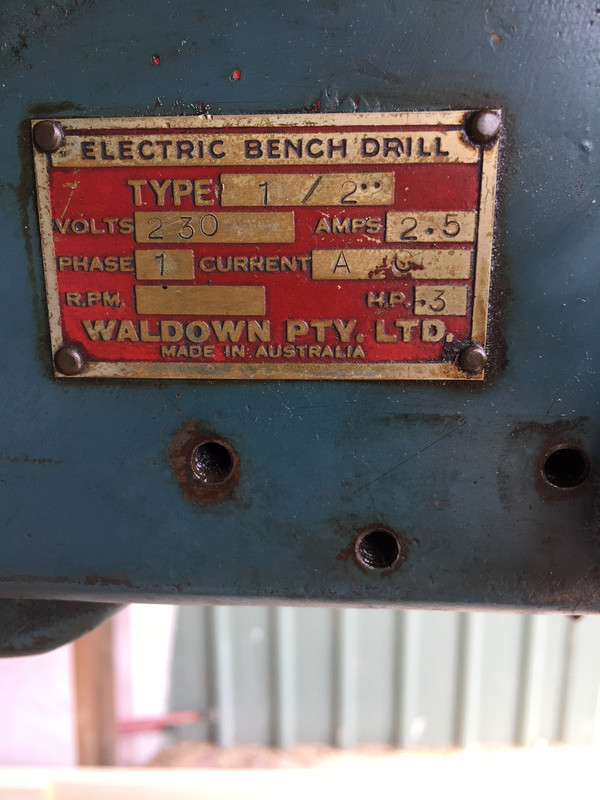 ELECTRIC BENCH DRILL
TYPE 1/2"
VOLTS 230 AMPS 2.5
PHASE 1 CURRENT A C
R.P.M. H.P. .3
WALDOWN PTY. LTD.
MADE IN AUSTRALIA